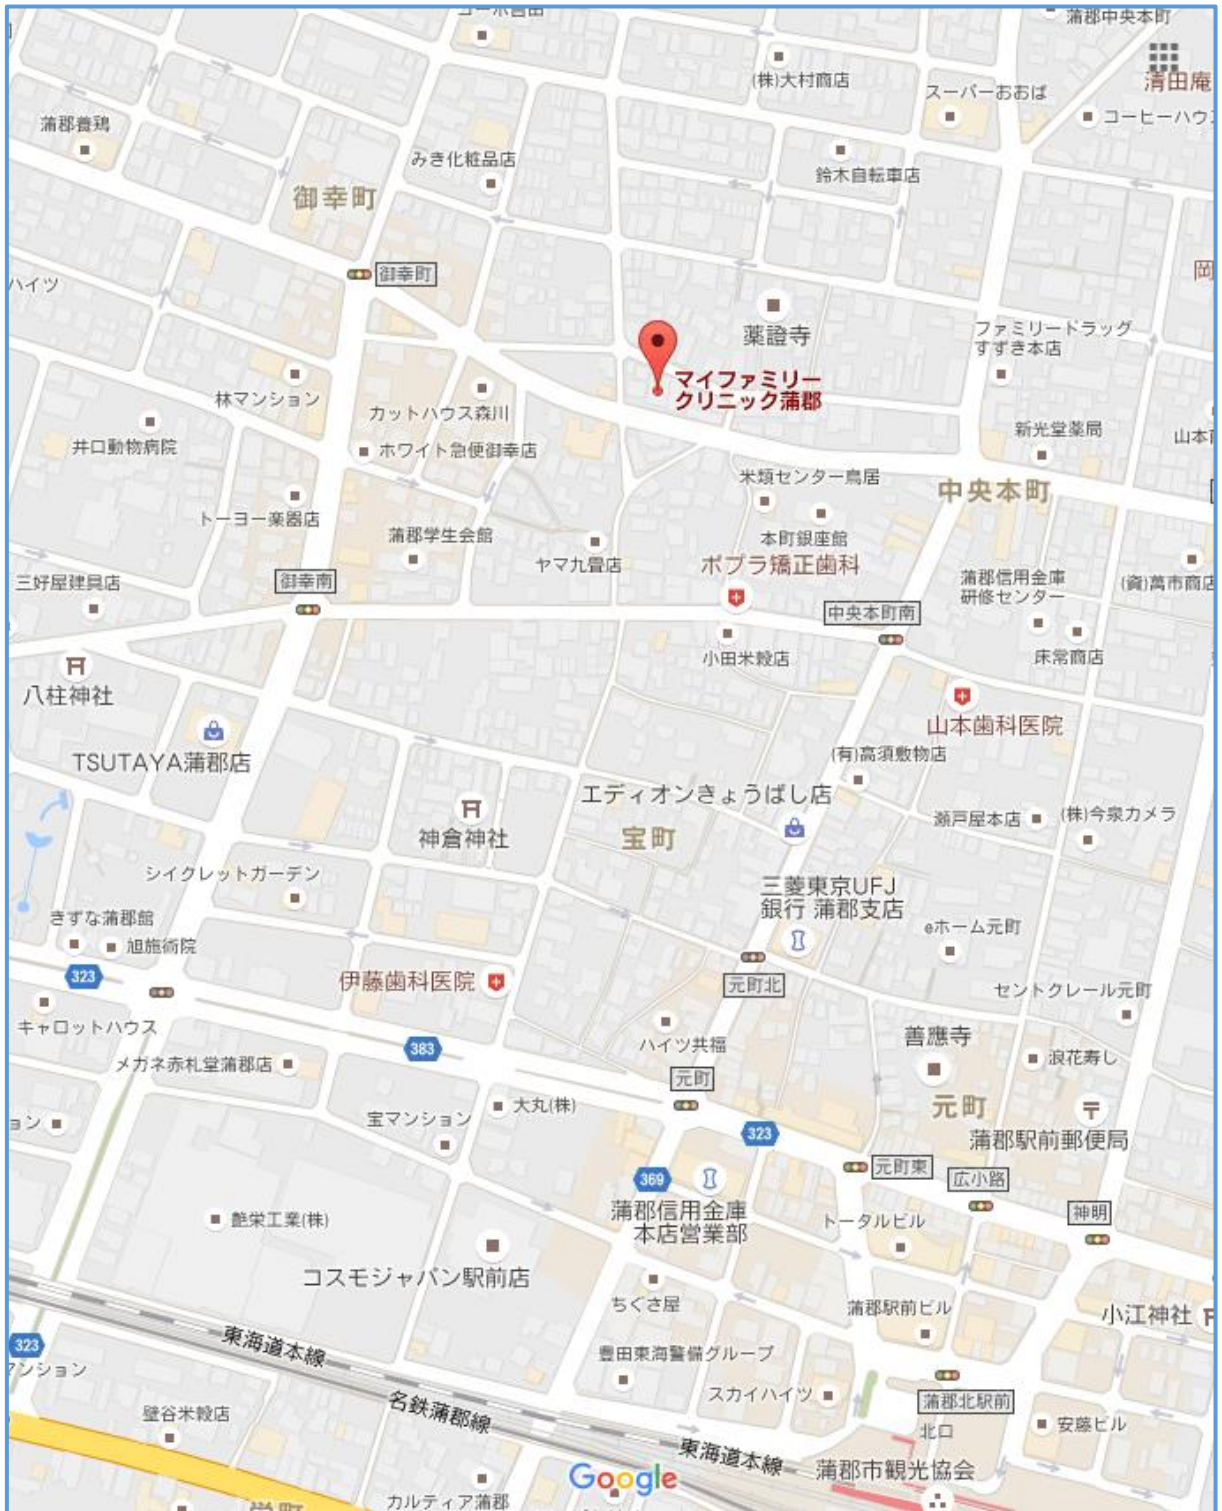 蒲郡中央本町
(株)大村商店
清田庵
スーパーおおば
コーヒーハウ
蒲郡養鶏
みき化粧品店
鈴木自転車店
御幸町
御幸町
ハイツ
岡
薬證寺
ファミリードラッグ
すずき本店
マイファミリー
クリニック蒲郡
林マンション
カットハウス森川
井口動物病院
ホワイト急便御幸店
新光堂薬局
山本
米類センター鳥居
中央本町
トーヨー楽器店
蒲郡学生会館
本町銀座館
ヤマ九畳店
ポプラ矯正歯科
三好屋建具店
御幸南
蒲郡信用金庫
研修センター
(資)萬市商店
中央本町南
小田米穀店
床常商店
八柱神社
山本歯科医院
TSUTAYA蒲郡店
(有)高須敷物店
エディオンきょうばし店
神倉神社
宝町
瀬戸屋本店
(株)今泉カメラ
シイクレットガーデン
三菱東京UFJ
銀行 蒲郡支店
きずな蒲郡館
旭施術院
eホーム元町
323
伊藤歯科医院
元町北
セントクレール元町
キャロットハウス
383
ハイツ共福
善應寺
浪花寿し
メガネ赤札堂蒲郡店
元町
大丸(株)
宝マンション
ョン
323
元町
蒲郡駅前郵便局
元町東
369
広小路
蒲郡信用金庫
本店営業部
神明
艶栄工業(株)
トータルビル
コスモジャパン駅前店
ちぐさ屋
蒲郡駅前ビル
小江神社
323
東海道本線
マンション
豊田東海警備グループ
スカイハイツ
名鉄蒲郡線
蒲郡北駅前
壁谷米穀店
北口
安藤ビル
東海道本線
Google
蒲郡市観光協会
カルティア蒲郡